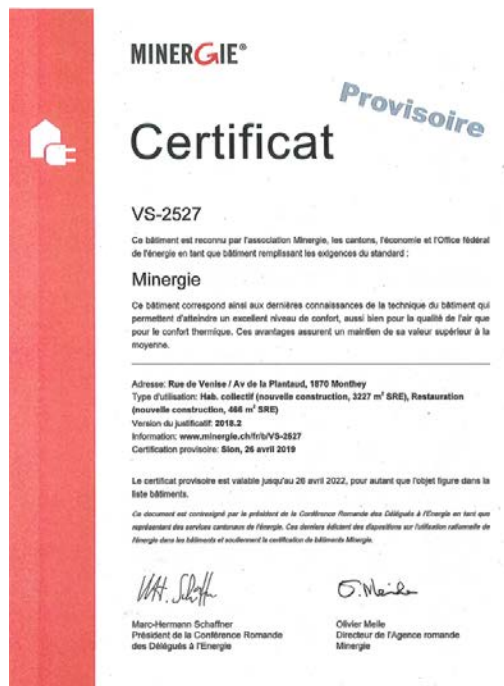 MINERGIE®
Provisoire
Certificat
VS-2527
Ce bâtiment est reconnu par l'association Minergie, les cantons, l'économie et l'Office fédéral
de l'énergie en tant que bâtiment remplissant les exigences du standard :
Minergie
Ce bâtiment correspond ainsi aux dernières connaissances de la technique du bâtiment qui
permettent d'atteindre un excellent niveau de confort, aussi bien pour la qualité de l'air que
pour le confort thermique. Ces avantages assurent un maintien de sa valeur supérieur à la
moyenne.
Adresse: Rue de Venise / Av de la Plantaud, 1870 Monthey
Type d'utilisation: Hab. collectif (nouvelle construction, 3227 m² SRE), Restauration
(nouvelle construction, 466 m² SRE)
Version du justificatif: 2018.2
Information: www.minergie.ch/fr/b/VS-2527
Certification provisoire: Sion, 26 avril 2019
Le certificat provisoire est valable jusqu'au 26 avril 2022, pour autant que l'objet figure dans la
liste bâtiments.
Ce document est contresigné par le président de la Conférence Romande des Délégués à l'Energie en tant que
représentant des services cantonaux de l'énergie. Ces derniers édictent des dispositions sur l'utilisation rationnelle de
l'énergie dans les bâtiments et soutiennent la certification de bâtiments Minergie.
Marc-Hermann Schaffner
Président de la Conférence Romande
des Délégués à l'Energie
Olivier Meile
Directeur de l'Agence romande
Minergie